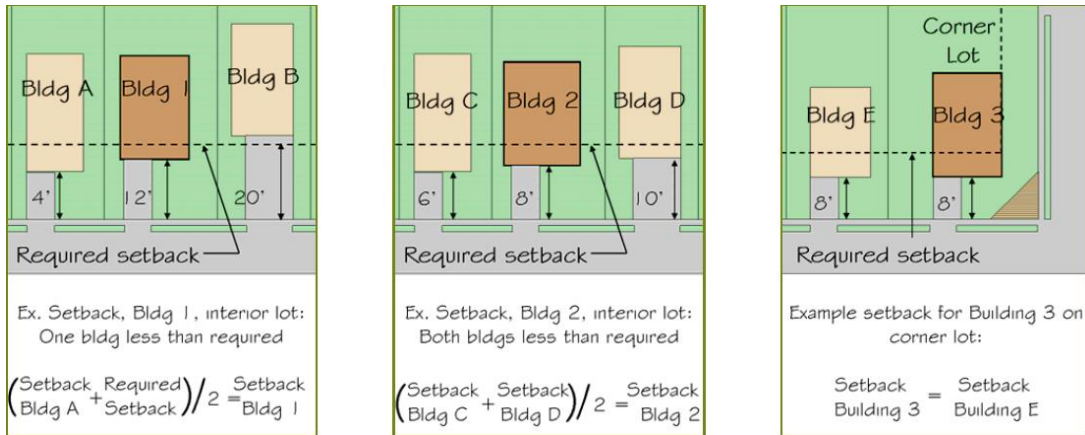 Bldg A
Bldg 1
Bldg B
4'
12'
20'
Required setback
Ex. Setback, Bldg 1, interior lot:
One bldg less than required
(Setback Bldg A + Required Setback)/2 = Setback Bldg 1
Bldg C
Bldg 2
Bldg D
6'
8'
10'
Required setback
Ex. Setback, Bldg 2, interior lot:
Both bldgs less than required
(Setback Bldg C + Setback Bldg D)/2 = Setback Bldg 2
Corner
Lot
Bldg E
Bldg 3
8'
8'
Required setback
Example setback for Building 3 on
corner lot:
Setback Building 3 = Setback Building E